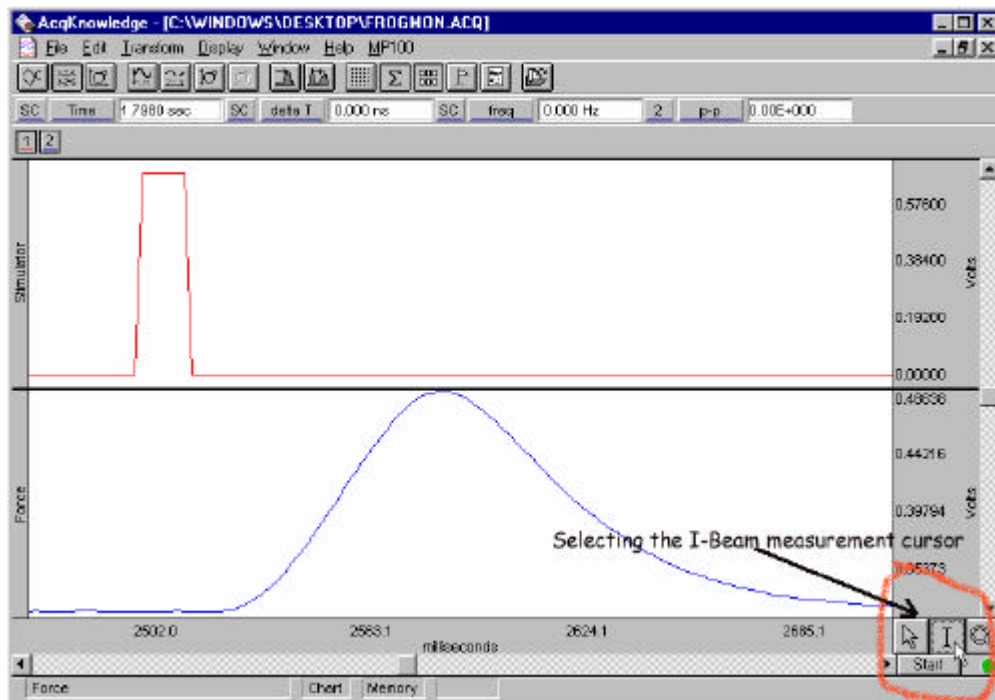 AcqKnowledge - [C:\WINDOWS\DESKTOP\FROGMON.ACQ]
File Edit Transform Display Window Help MP100
SC Time 1.7980 sec SC delta T 0.000 ns SC freq 0.000 Hz 2 p-p 0.00E+000
1 2
Stimulator
0.57600
0.38400
0.19200
0.00000
Volts
Force
0.48638
0.44216
0.39794
0.35373
Volts
Selecting the I-Beam measurement cursor
2502.0 2563.1 2624.1 2685.1
milliseconds
Start
Force Chart Memory